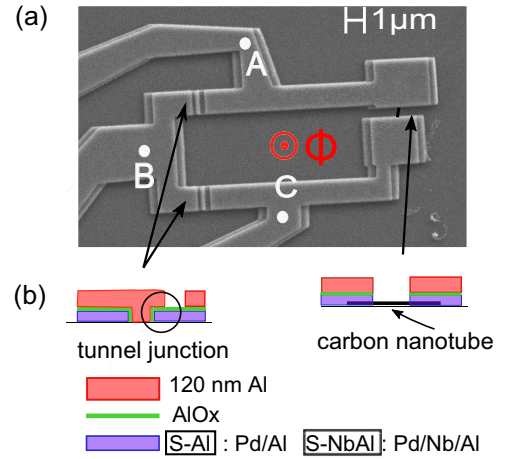 (a)
1μm
A
Φ
B
C
(b)
tunnel junction
carbon nanotube
120 nm Al
AlOx
S-Al : Pd/Al S-NbAl : Pd/Nb/Al